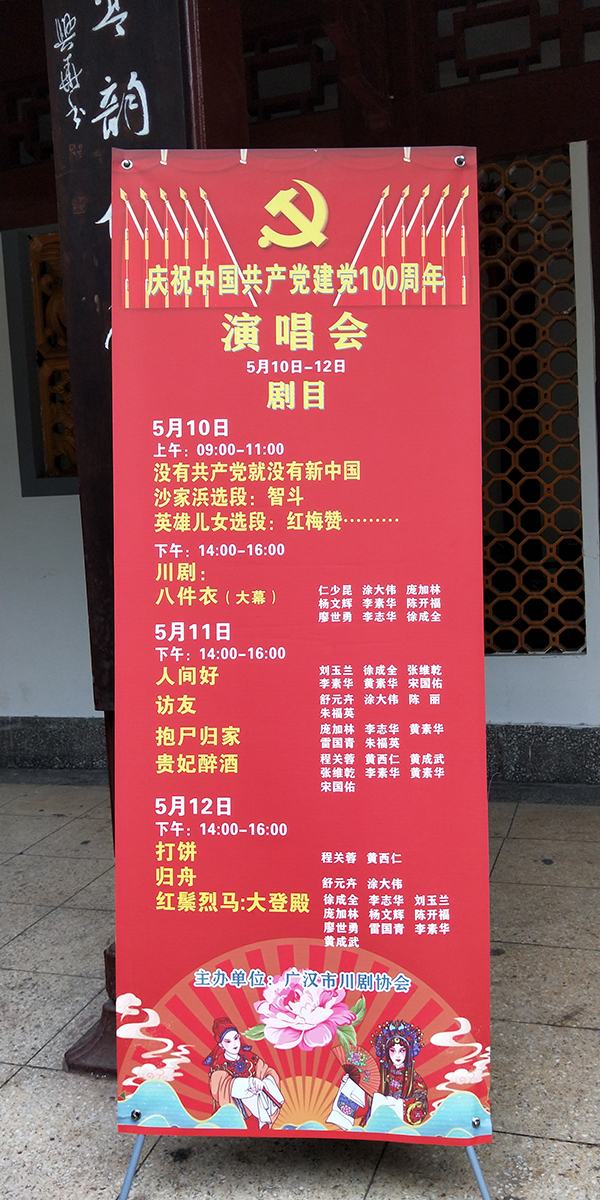 韵
兴华书
庆祝中国共产党建党100周年
演唱会
5月10日-12日
剧目
5月10日
上午：09:00-11:00
没有共产党就没有新中国
沙家浜选段：智斗
英雄儿女选段：红梅赞………
下午：14:00-16:00
川剧：
八件衣（大幕）
仁少昆 涂大伟 庞加林
杨文辉 李素华 陈开福
廖世勇 李志华 徐成全
5月11日
下午：14:00-16:00
人间好
刘玉兰 徐成全 张维乾
李素华 黄素华 宋国佑
访友
舒元卉 涂大伟 陈 丽
朱福英
抱尸归家
庞加林 李志华 黄素华
雷国青 朱福英
贵妃醉酒
程关蓉 黄西仁 黄成武
张维乾 李素华 黄素华
宋国佑
5月12日
下午：14:00-16:00
打饼
程关蓉 黄西仁
归舟
舒元卉 涂大伟
红鬃烈马:大登殿
徐成全 李志华 刘玉兰
庞加林 杨文辉 陈开福
廖世勇 雷国青 李素华
黄成武
主办单位：广汉市川剧协会